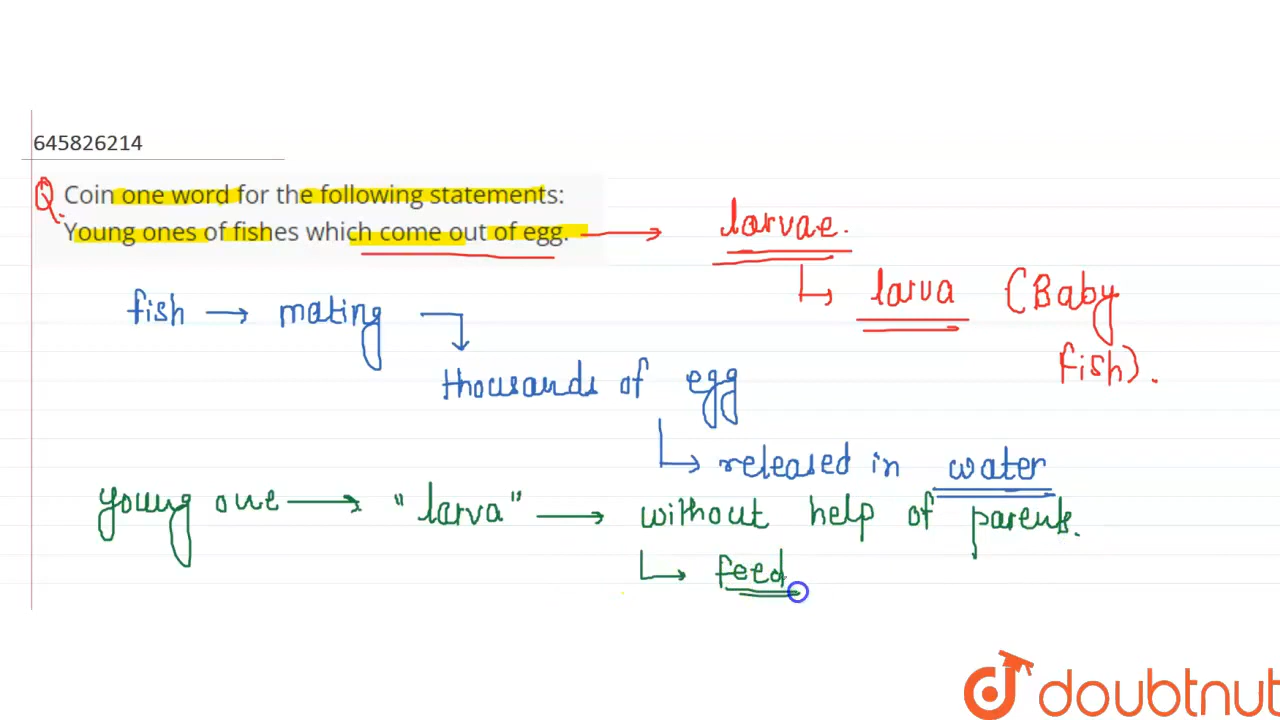 645826214
Q. Coin one word for the following statements:
Young ones of fishes which come out of egg. → larvae.
↳ larva (Baby fish).
fish → mating
thousands of egg
↳ released in water
young one → "larva" → without help of parents.
↳ feed
doubtnut